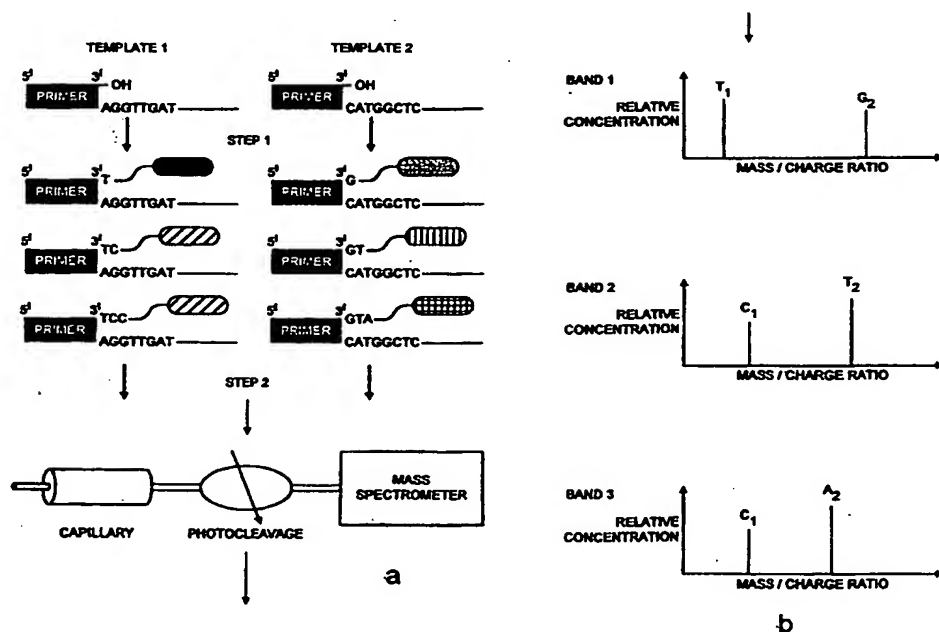 TEMPLATE 1
5' 3' OH
PRIMER
AGGTTGAT
TEMPLATE 2
5' 3' OH
PRIMER
CATGGCTC
STEP 1
5' 3' T
PRIMER
AGGTTGAT
5' 3' G
PRIMER
CATGGCTC
5' 3' TC
PRIMER
AGGTTGAT
5' 3' GT
PRIMER
CATGGCTC
5' 3' TCC
PRIMER
AGGTTGAT
5' 3' GTA
PRIMER
CATGGCTC
STEP 2
CAPILLARY
PHOTOCLEAVAGE
MASS
SPECTROMETER
a
BAND 1
RELATIVE
CONCENTRATION
T1
G2
MASS / CHARGE RATIO
BAND 2
RELATIVE
CONCENTRATION
C1
T2
MASS / CHARGE RATIO
BAND 3
RELATIVE
CONCENTRATION
C1
A2
MASS / CHARGE RATIO
b